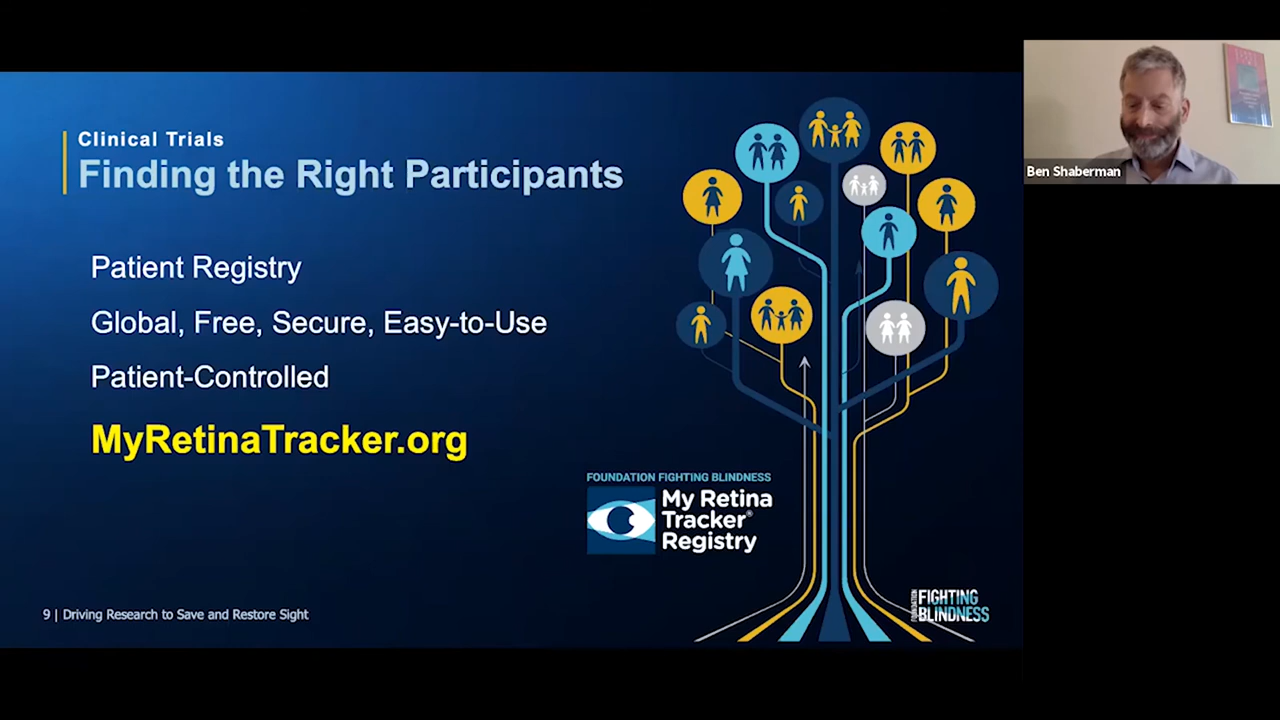 Clinical Trials
Finding the Right Participants
Patient Registry
Global, Free, Secure, Easy-to-Use
Patient-Controlled
MyRetinaTracker.org
FOUNDATION FIGHTING BLINDNESS
My Retina
Tracker®
Registry
9 | Driving Research to Save and Restore Sight
FOUNDATION
FIGHTING
BLINDNESS
Ben Shaberman